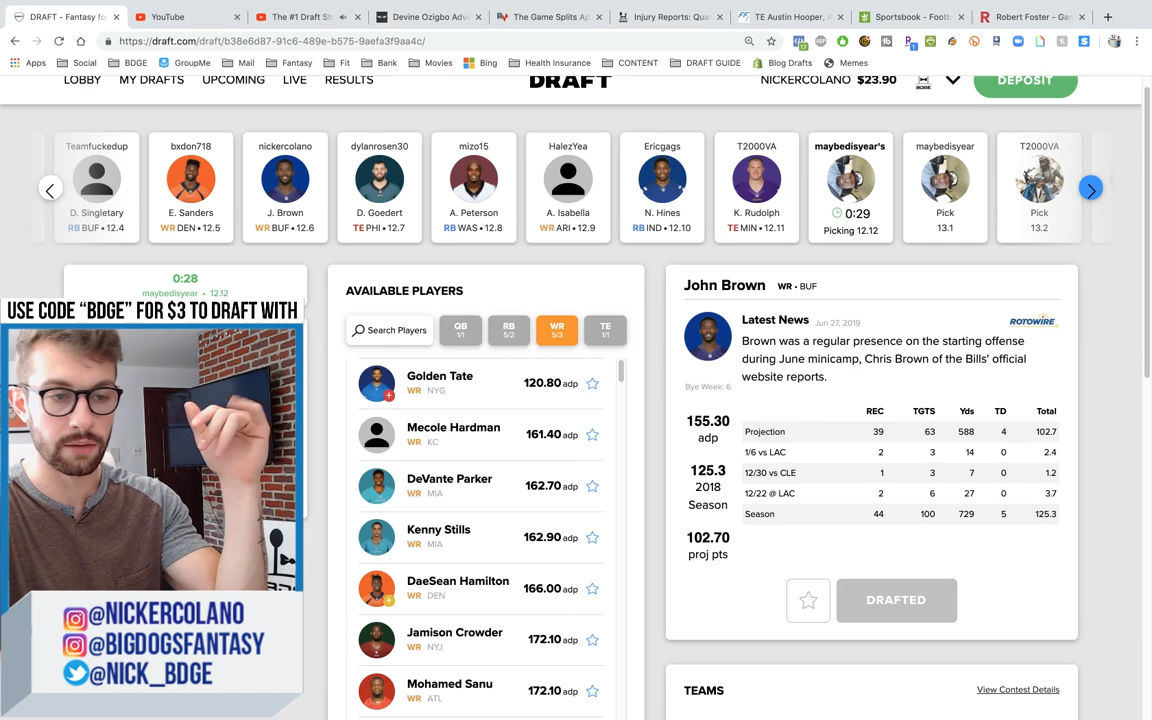 DRAFT - Fantasy fo
YouTube
The #1 Draft St
Devine Ozigbo Adv
The Game Splits Ap
Injury Reports: Qua
TE Austin Hooper, A
Sportsbook - Footb
Robert Foster - Gam
https://draft.com/draft/b38e6d87-91c6-489e-b575-9aefa3f9aa4c/
Apps Social BDGE GroupMe Mail Fantasy Fit Bank Movies Bing Health Insurance CONTENT DRAFT GUIDE Blog Drafts Memes
LOBBY MY DRAFTS UPCOMING LIVE RESULTS DRAFT NICKERCOLANO $23.90 DEPOSIT
Teamfuckedup bxdon718 nickercolano dylanrosen30 mizo15 HalezYea Ericgags T2000VA maybedisyear's maybedisyear T2000VA
D. Singletary E. Sanders J. Brown D. Goedert A. Peterson A. Isabella N. Hines K. Rudolph 0:29 Pick Pick
RB BUF • 12.4 WR DEN • 12.5 WR BUF • 12.6 TE PHI • 12.7 RB WAS • 12.8 WR ARI • 12.9 RB IND • 12.10 TE MIN • 12.11 Picking 12.12 13.1 13.2
0:28
maybedisyear • 12.12
USE CODE "BDGE" FOR $3 TO DRAFT WITH
@NICKERCOLANO
@BIGDOGSFANTASY
@NICK_BDGE
AVAILABLE PLAYERS
Search Players
QB 1/1
RB 5/2
WR 5/3
TE 1/1
Golden Tate 120.80 adp
WR NYG
Mecole Hardman 161.40 adp
WR KC
DeVante Parker 162.70 adp
WR MIA
Kenny Stills 162.90 adp
WR MIA
DaeSean Hamilton 166.00 adp
WR DEN
Jamison Crowder 172.10 adp
WR NYJ
Mohamed Sanu 172.10 adp
WR ATL
John Brown WR • BUF
Latest News Jun 27, 2019
ROTOWIRE
Brown was a regular presence on the starting offense
during June minicamp, Chris Brown of the Bills' official
website reports.
Bye Week: 6
155.30
adp
125.3
2018
Season
102.70
proj pts
REC TGTS Yds TD Total
Projection 39 63 588 4 102.7
1/6 vs LAC 2 3 14 0 2.4
12/30 vs CLE 1 3 7 0 1.2
12/22 @ LAC 2 6 27 0 3.7
Season 44 100 729 5 125.3
DRAFTED
TEAMS
View Contest Details